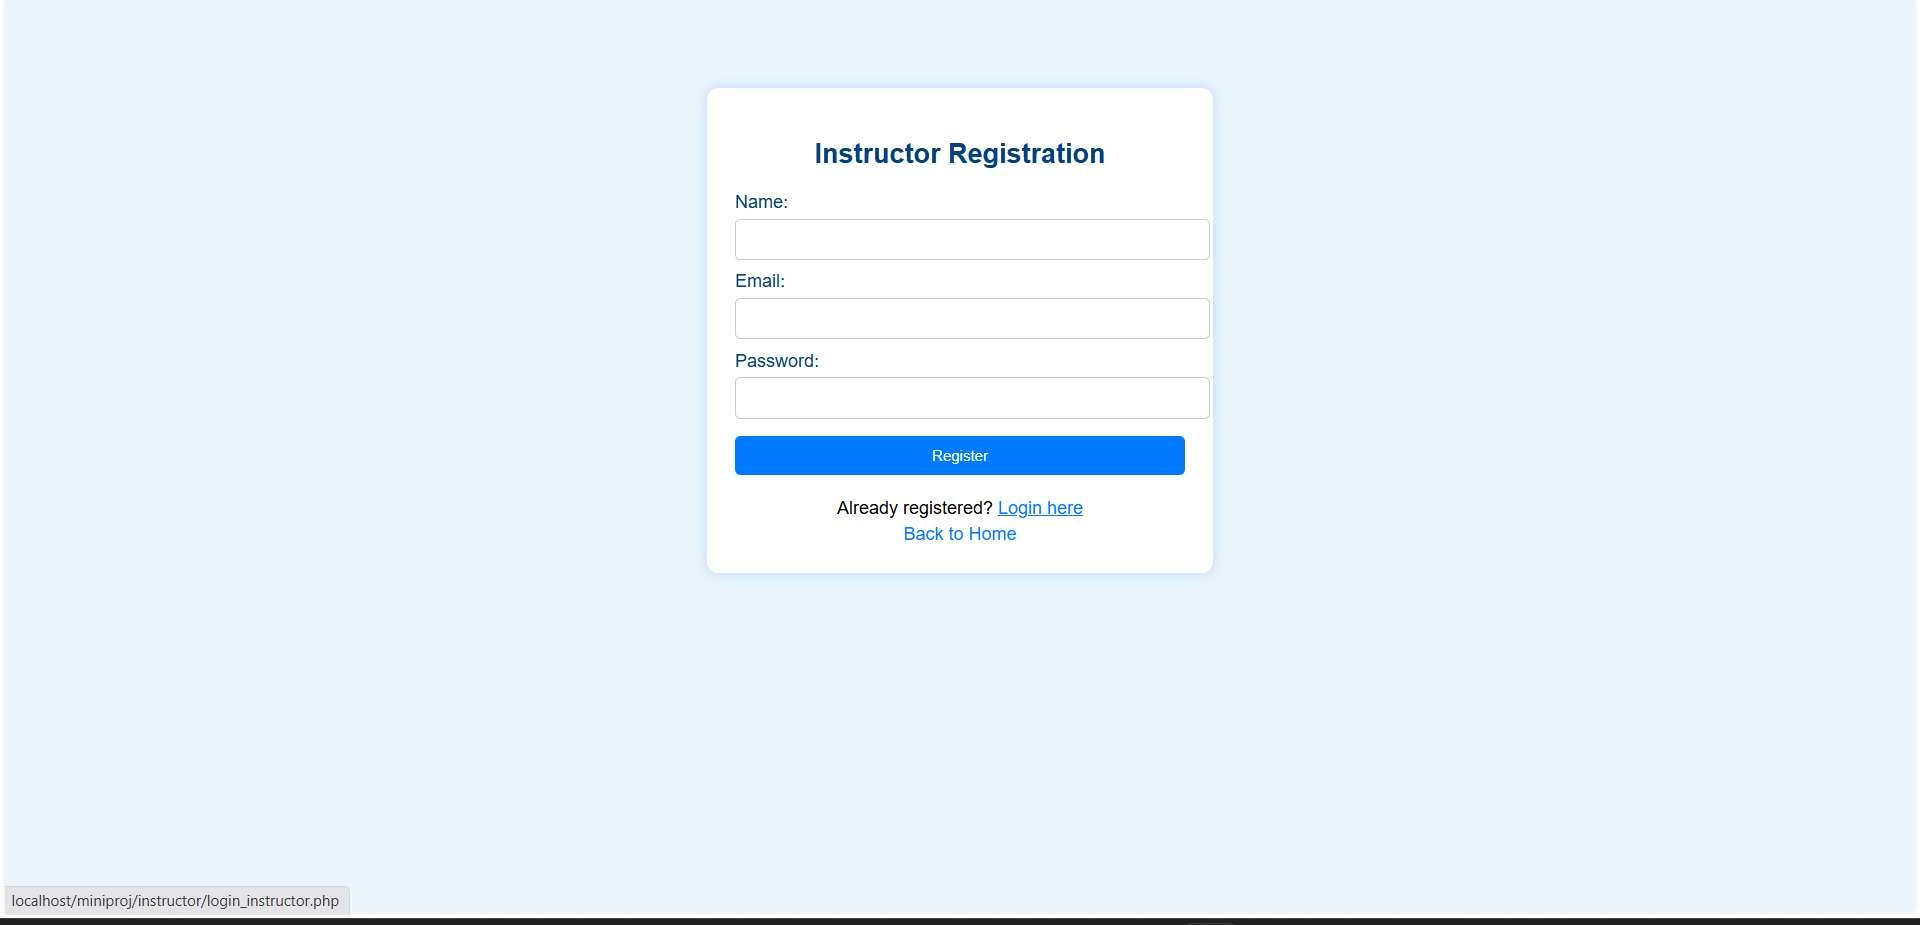 Instructor Registration
Name:
Email:
Password:
Register
Already registered? Login here
Back to Home
localhost/miniproj/instructor/login_instructor.php